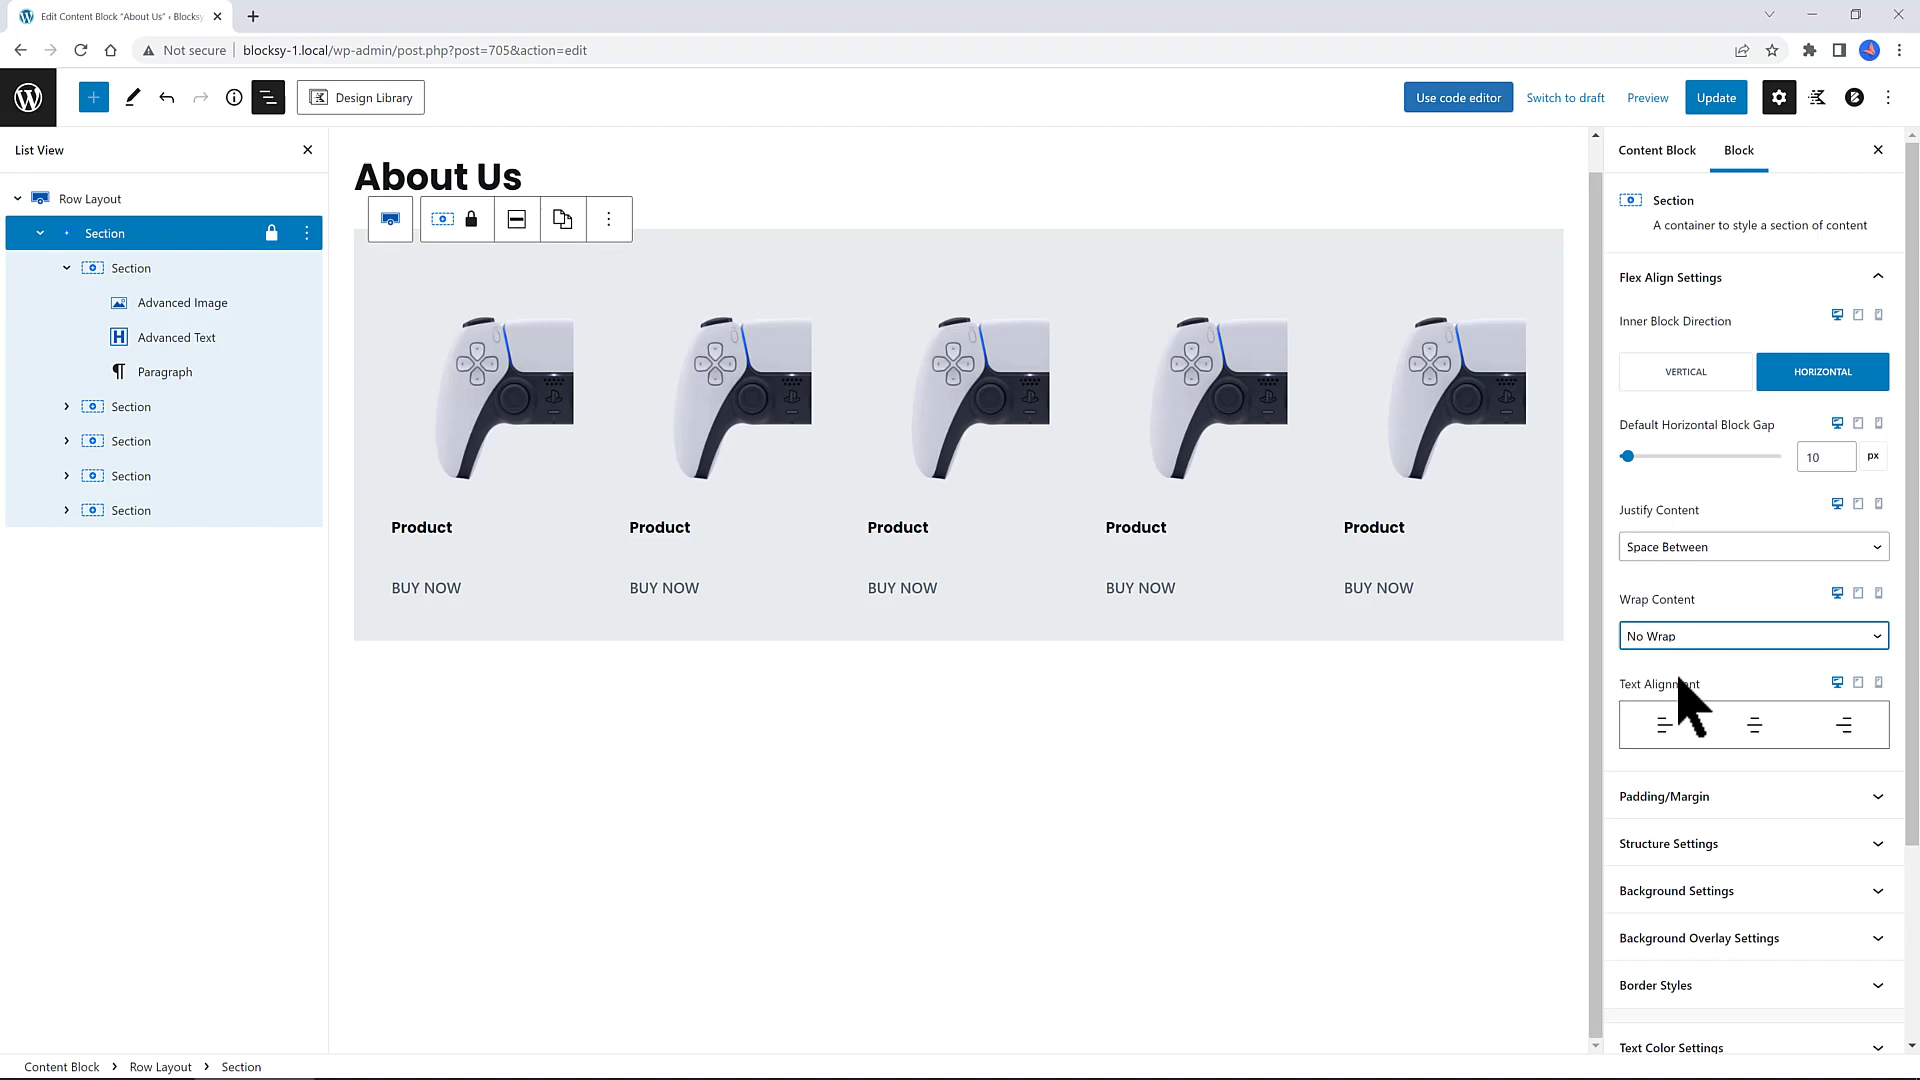 Edit Content Block "About Us" ‹ Blocksy
Not secure
blocksy-1.local/wp-admin/post.php?post=705&action=edit
Design Library
Use code editor
Switch to draft
Preview
Update
List View
Row Layout
Section
Section
Advanced Image
Advanced Text
Paragraph
Section
Section
Section
Section
About Us
Product
Product
Product
Product
Product
BUY NOW
BUY NOW
BUY NOW
BUY NOW
BUY NOW
Content Block
Block
Section
A container to style a section of content
Flex Align Settings
Inner Block Direction
VERTICAL
HORIZONTAL
Default Horizontal Block Gap
10
px
Justify Content
Space Between
Wrap Content
No Wrap
Text Alignment
Padding/Margin
Structure Settings
Background Settings
Background Overlay Settings
Border Styles
Text Color Settings
Content Block
Row Layout
Section